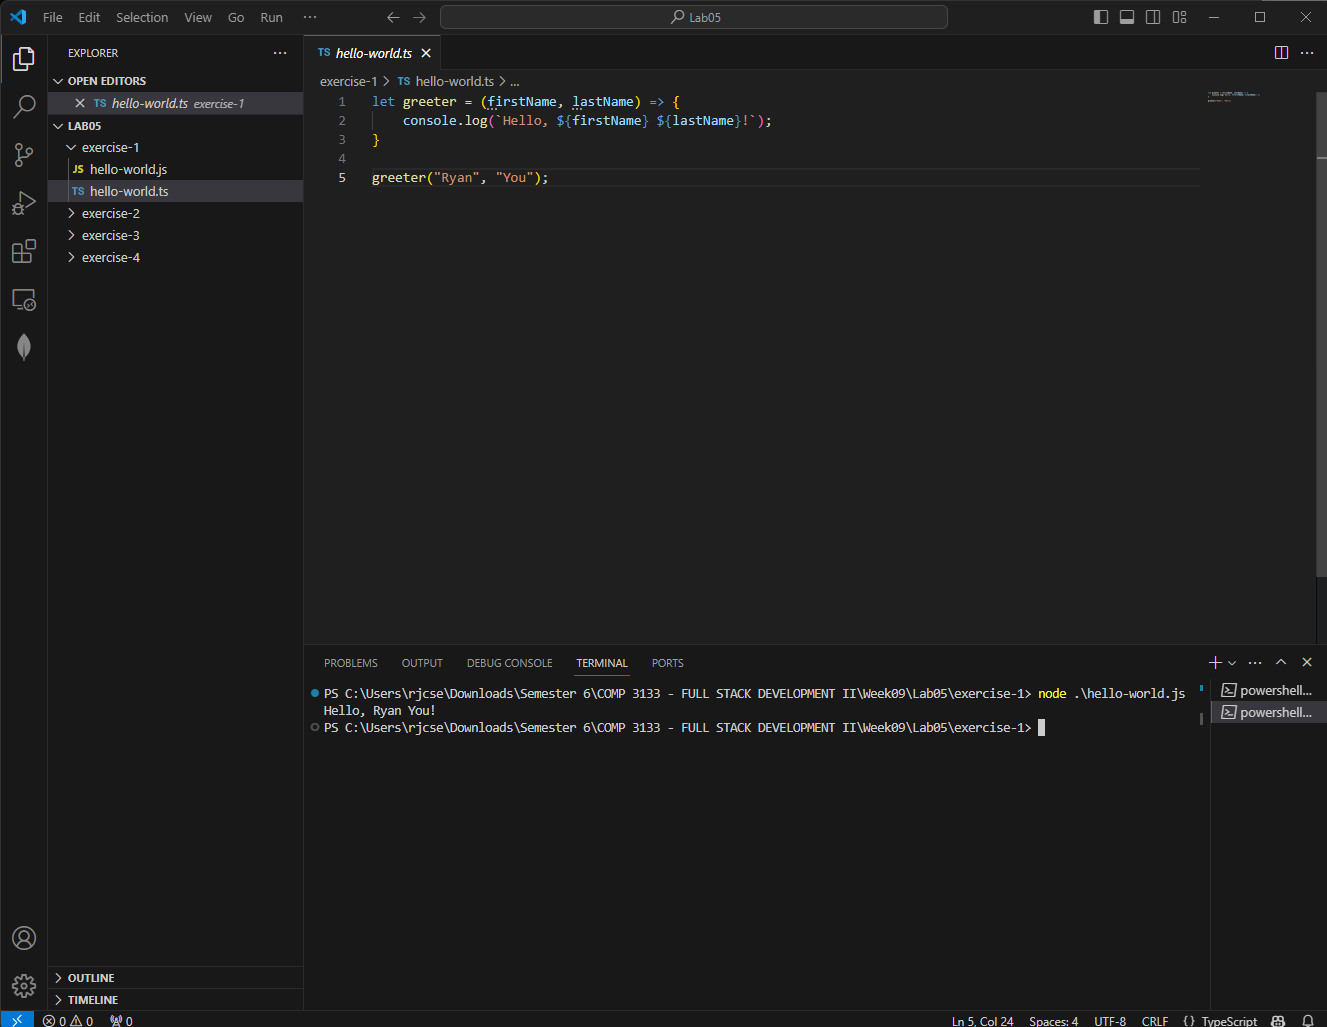 File Edit Selection View Go Run ···
Lab05
EXPLORER ···
OPEN EDITORS
TS hello-world.ts exercise-1
LAB05
exercise-1
JS hello-world.js
TS hello-world.ts
exercise-2
exercise-3
exercise-4
OUTLINE
TIMELINE
TS hello-world.ts
exercise-1 > TS hello-world.ts > ...
1 let greeter = (firstName, lastName) => {
2     console.log(`Hello, ${firstName} ${lastName}!`);
3 }
4
5 greeter("Ryan", "You");
PROBLEMS OUTPUT DEBUG CONSOLE TERMINAL PORTS
PS C:\Users\rjcse\Downloads\Semester 6\COMP 3133 - FULL STACK DEVELOPMENT II\Week09\Lab05\exercise-1> node .\hello-world.js
Hello, Ryan You!
PS C:\Users\rjcse\Downloads\Semester 6\COMP 3133 - FULL STACK DEVELOPMENT II\Week09\Lab05\exercise-1>
powershell...
powershell...
0 0 0 Ln 5, Col 24 Spaces: 4 UTF-8 CRLF {} TypeScript